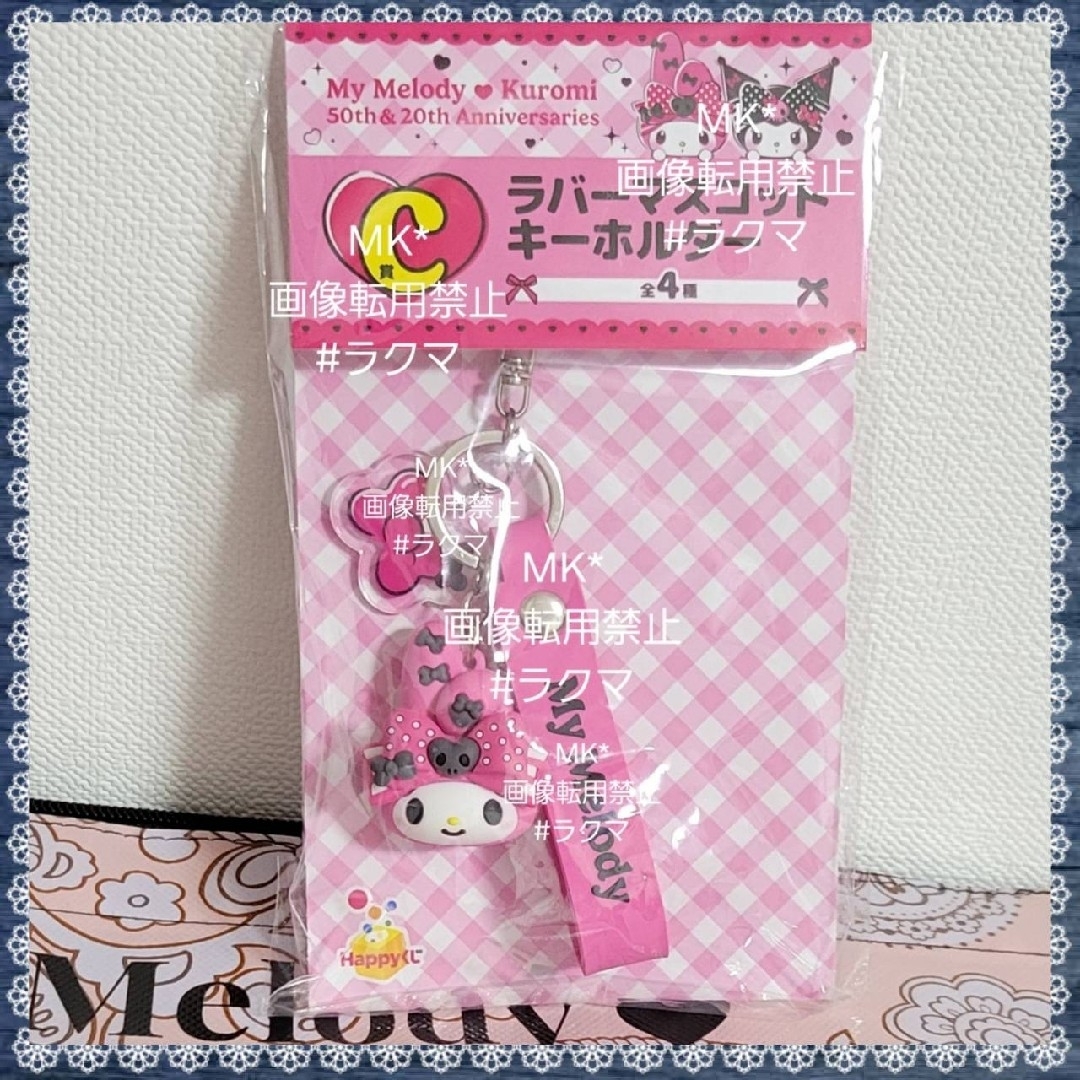 My Melody ♥ Kuromi
50th & 20th Anniversaries
MK*
画像転用禁止
#ラクマ
C
賞
ラバーマスコット
キーホルダー
全4種
MK*
画像転用禁止
#ラクマ
MK*
画像転用禁止
#ラクマ
MK*
画像転用禁止
#ラクマ
My Melody
MK*
画像転用禁止
#ラクマ
Happyくじ
Melody